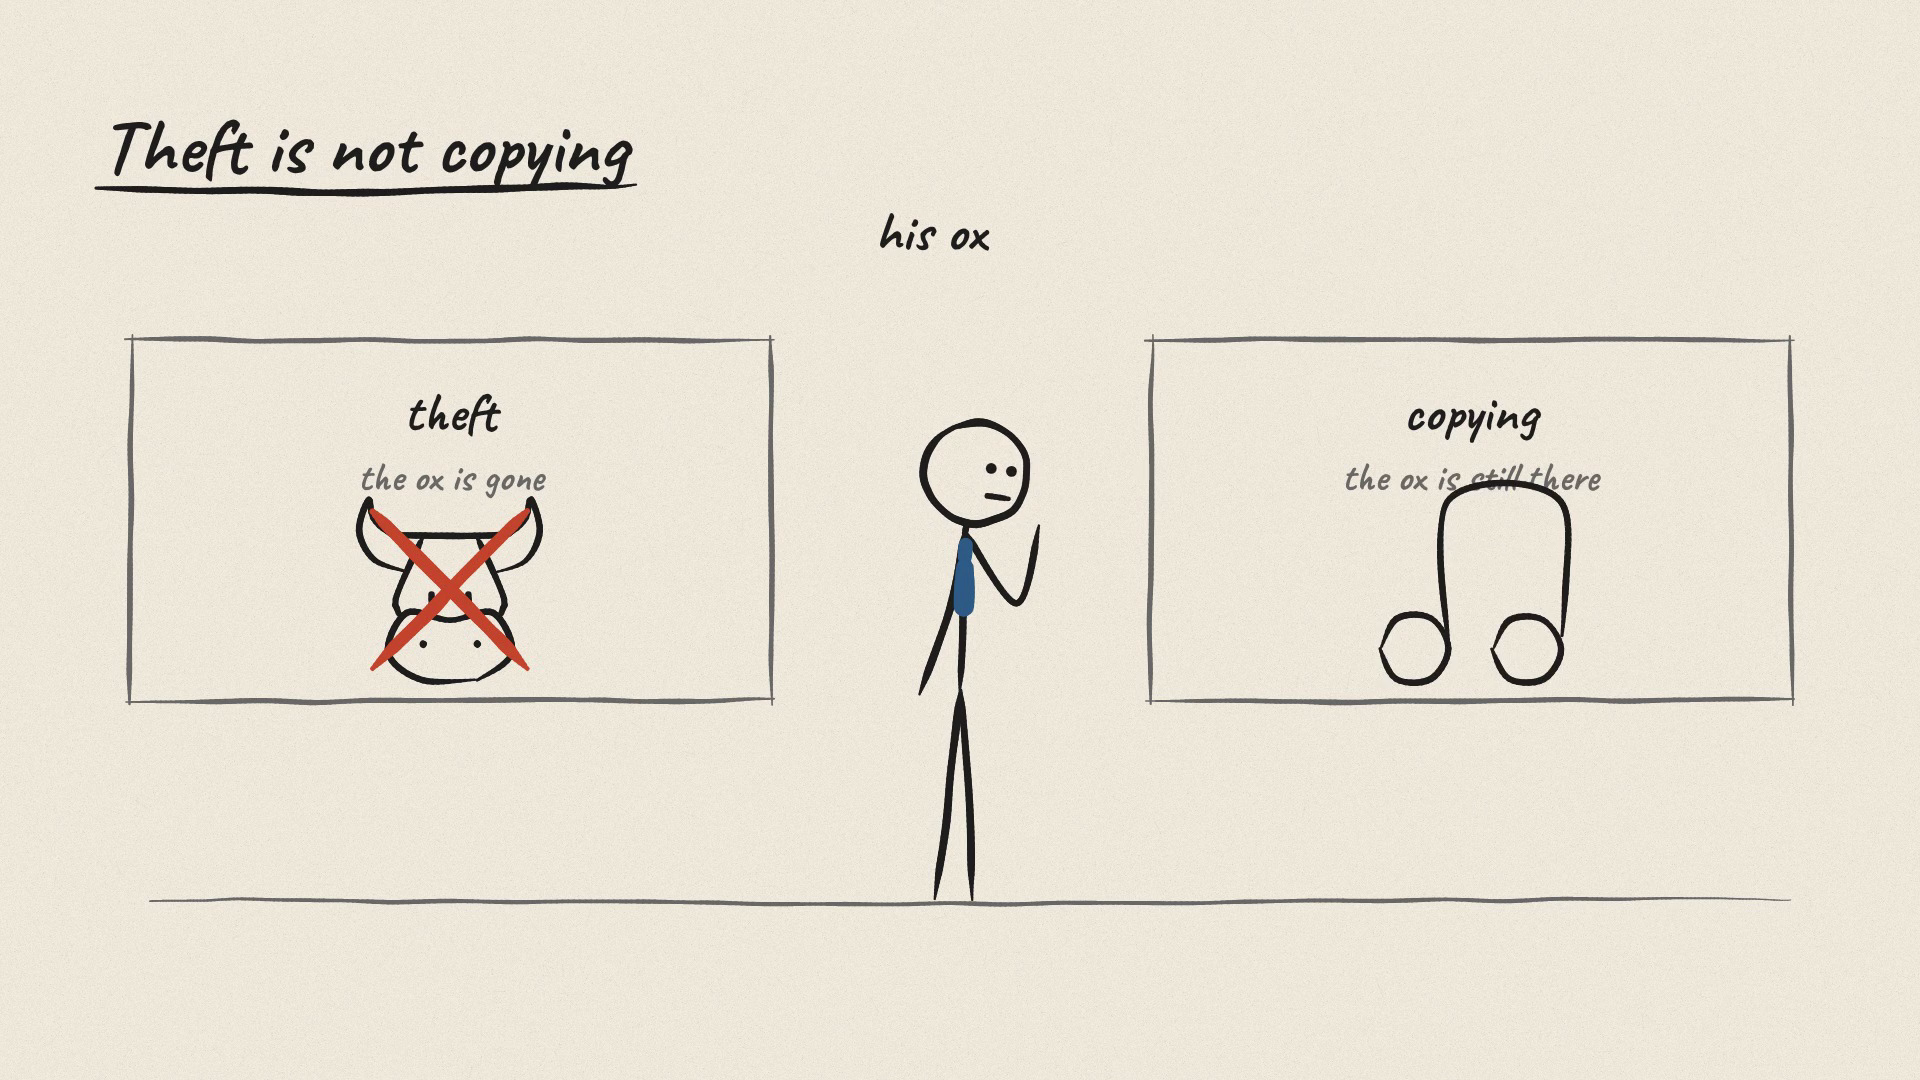 Theft is not copying
his ox
theft
the ox is gone
copying
the ox is still there